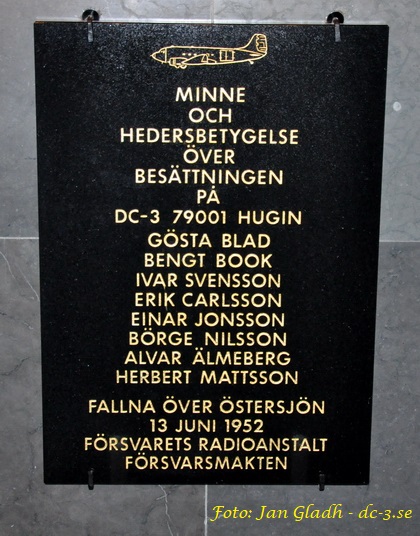 MINNE
OCH
HEDERSBETYGELSE
ÖVER
BESÄTTNINGEN
PÅ
DC-3 79001 HUGIN
GÖSTA BLAD
BENGT BOOK
IVAR SVENSSON
ERIK CARLSSON
EINAR JONSSON
BÖRGE NILSSON
ALVAR ÄLMEBERG
HERBERT MATTSSON
FALLNA ÖVER ÖSTERSJÖN
13 JUNI 1952
FÖRSVARETS RADIOANSTALT
FÖRSVARSMAKTEN
Foto: Jan Gladh - dc-3.se